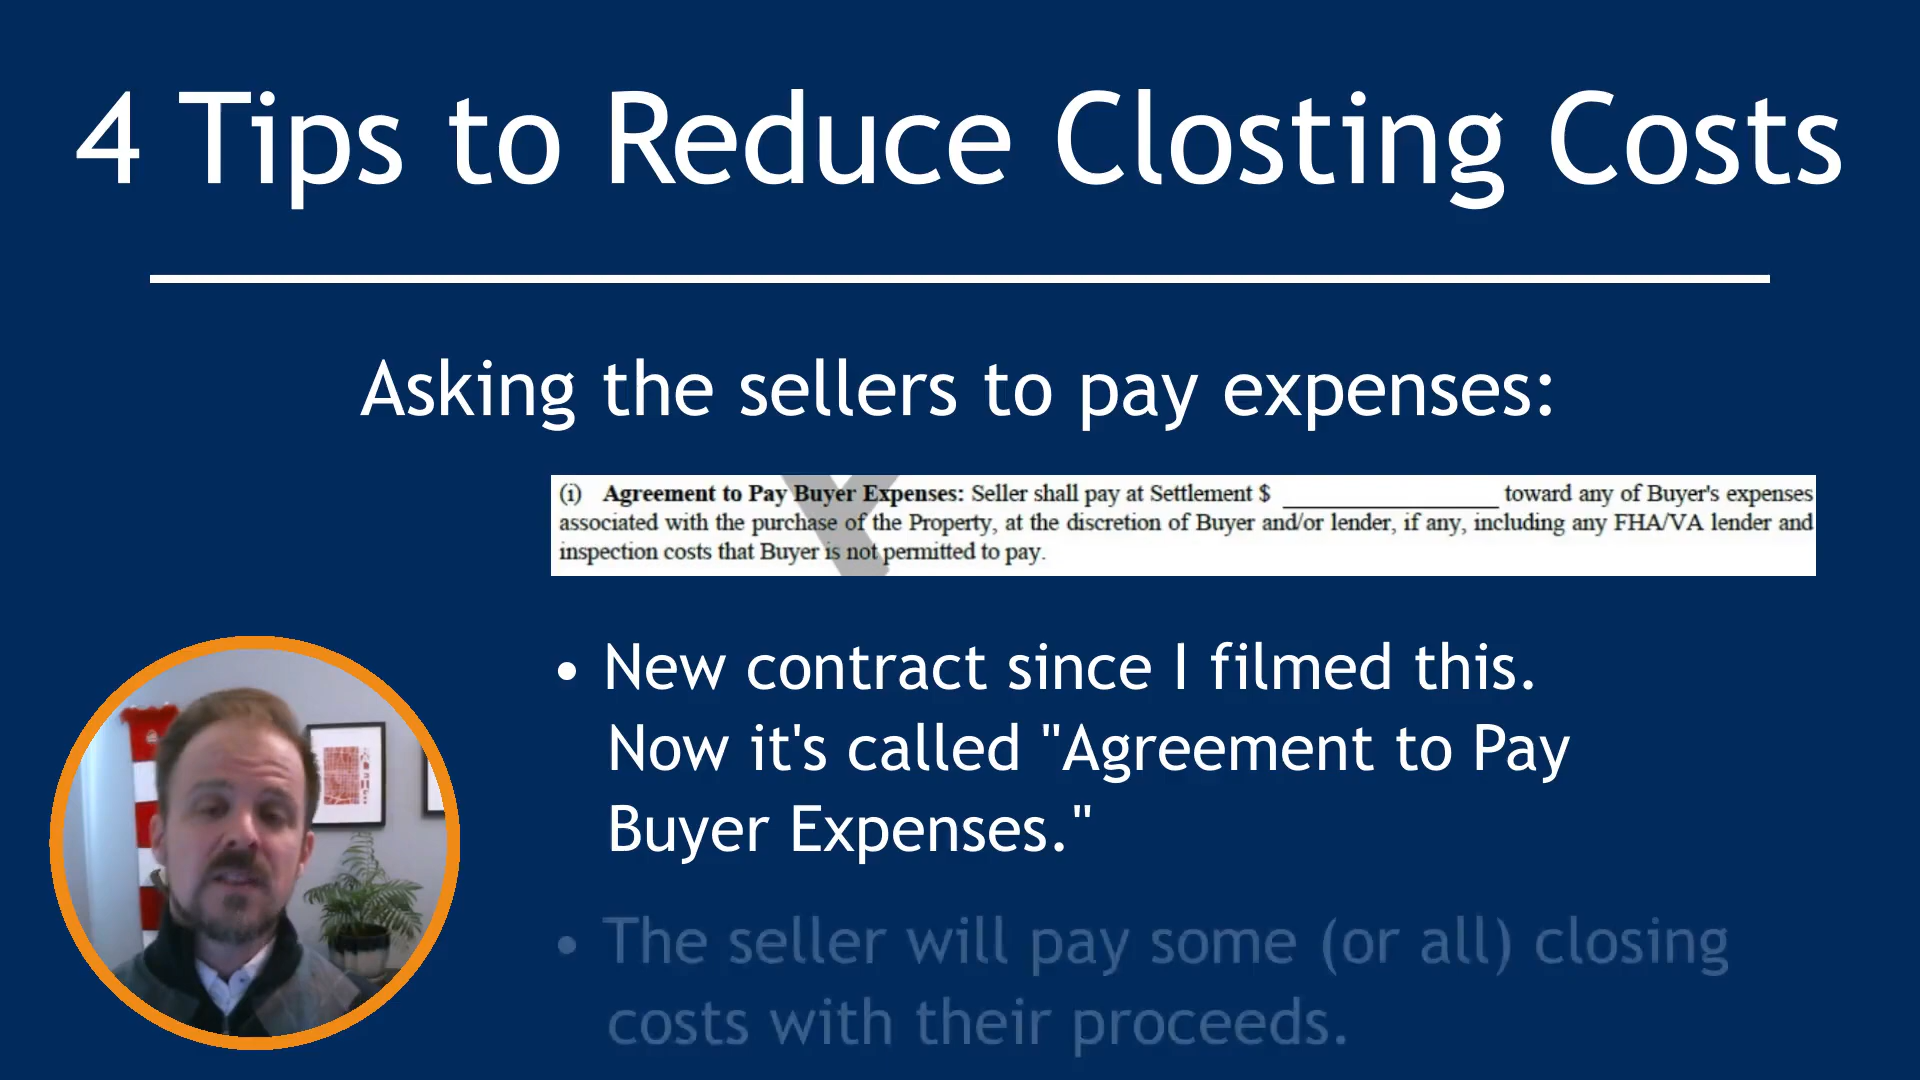 4 Tips to Reduce Closting Costs
Asking the sellers to pay expenses:
(i) Agreement to Pay Buyer Expenses: Seller shall pay at Settlement $ ____________________ toward any of Buyer's expenses
associated with the purchase of the Property, at the discretion of Buyer and/or lender, if any, including any FHA/VA lender and
inspection costs that Buyer is not permitted to pay.
• New contract since I filmed this.
Now it's called "Agreement to Pay
Buyer Expenses."
• The seller will pay some (or all) closing
costs with their proceeds.